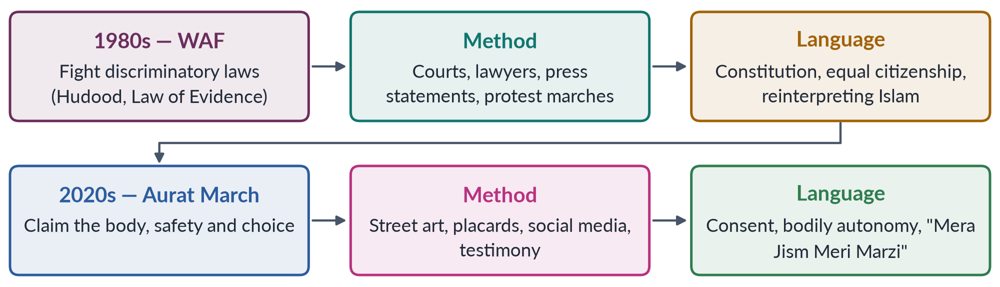 1980s — WAF
Fight discriminatory laws
(Hudood, Law of Evidence)
Method
Courts, lawyers, press
statements, protest marches
Language
Constitution, equal citizenship,
reinterpreting Islam
2020s — Aurat March
Claim the body, safety and choice
Method
Street art, placards, social media,
testimony
Language
Consent, bodily autonomy, "Mera
Jism Meri Marzi"